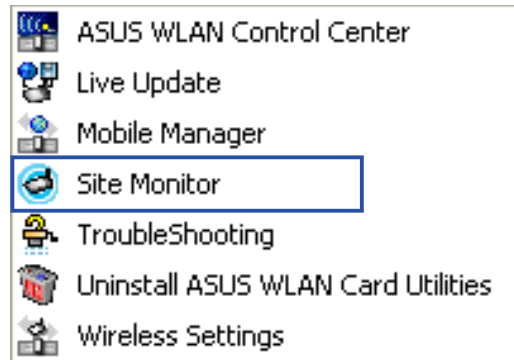 ASUS WLAN Control Center
Live Update
Mobile Manager
Site Monitor
TroubleShooting
Uninstall ASUS WLAN Card Utilities
Wireless Settings